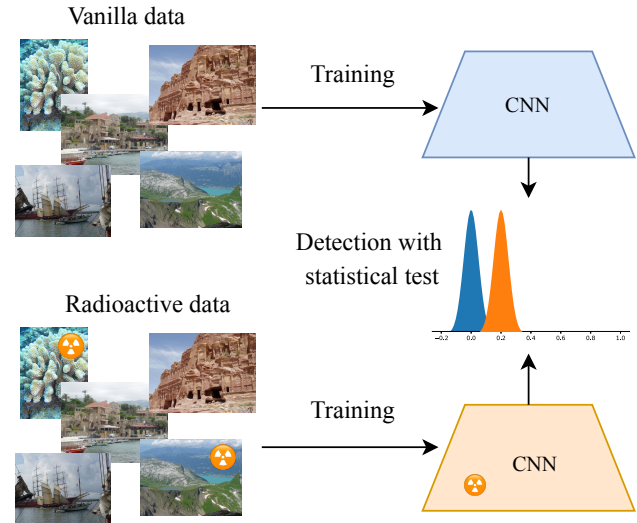 Vanilla data
Training
CNN
Detection with
statistical test
−0.2 0.0 0.2 0.4 0.6 0.8 1.0
Radioactive data
Training
CNN